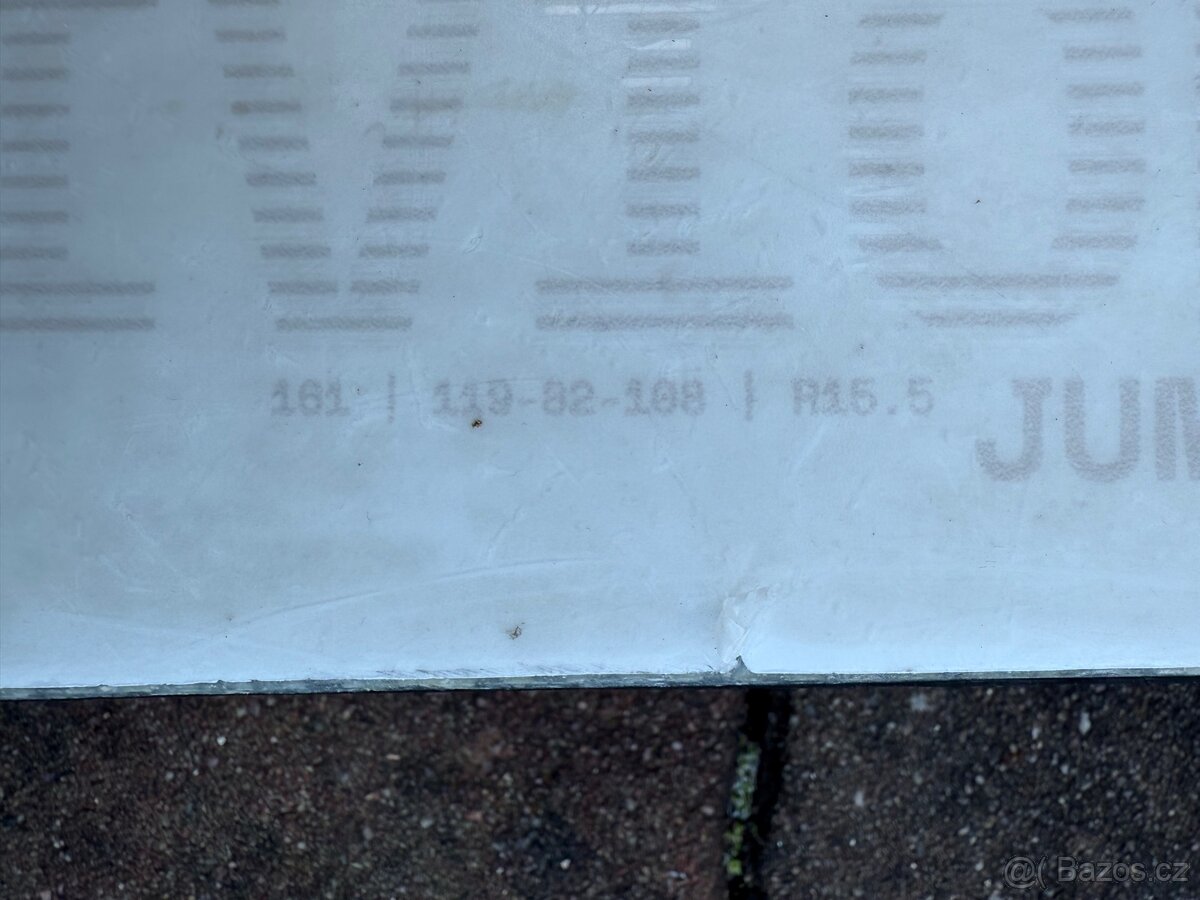 161 | 119-82-108 | R15.5
JUM
@( Bazos.cz